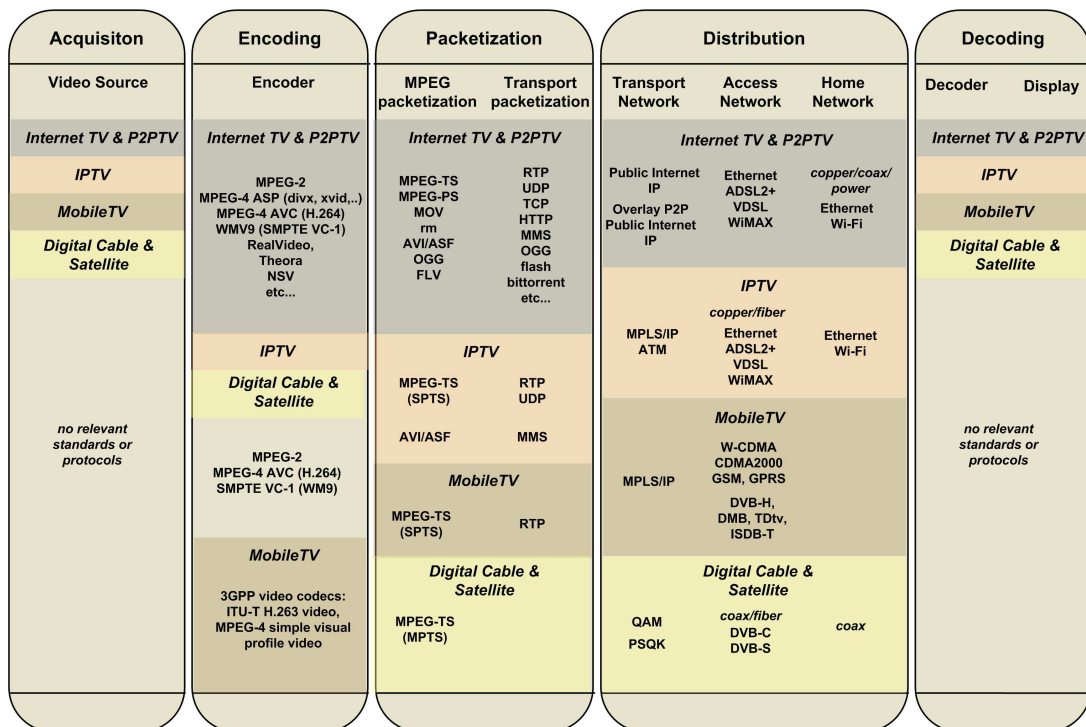 Acquisiton
Video Source
Internet TV & P2PTV
IPTV
MobileTV
Digital Cable &
Satellite
no relevant
standards or
protocols
Encoding
Encoder
Internet TV & P2PTV
MPEG-2
MPEG-4 ASP (divx, xvid,..)
MPEG-4 AVC (H.264)
WMV9 (SMPTE VC-1)
RealVideo,
Theora
NSV
etc...
IPTV
Digital Cable &
Satellite
MPEG-2
MPEG-4 AVC (H.264)
SMPTE VC-1 (WM9)
MobileTV
3GPP video codecs:
ITU-T H.263 video,
MPEG-4 simple visual
profile video
Packetization
MPEG
packetization
Transport
packetization
Internet TV & P2PTV
MPEG-TS
MPEG-PS
MOV
rm
AVI/ASF
OGG
FLV
RTP
UDP
TCP
HTTP
MMS
OGG
flash
bittorrent
etc...
IPTV
MPEG-TS
(SPTS)
AVI/ASF
RTP
UDP
MMS
MobileTV
MPEG-TS
(SPTS)
RTP
Digital Cable &
Satellite
MPEG-TS
(MPTS)
Distribution
Transport
Network
Access
Network
Home
Network
Internet TV & P2PTV
Public Internet
IP
Overlay P2P
Public Internet
IP
Ethernet
ADSL2+
VDSL
WiMAX
copper/coax/
power
Ethernet
Wi-Fi
IPTV
MPLS/IP
ATM
copper/fiber
Ethernet
ADSL2+
VDSL
WiMAX
Ethernet
Wi-Fi
MobileTV
MPLS/IP
W-CDMA
CDMA2000
GSM, GPRS
DVB-H,
DMB, TDtv,
ISDB-T
Digital Cable &
Satellite
QAM
PSQK
coax/fiber
DVB-C
DVB-S
coax
Decoding
Decoder
Display
Internet TV & P2PTV
IPTV
MobileTV
Digital Cable &
Satellite
no relevant
standards or
protocols